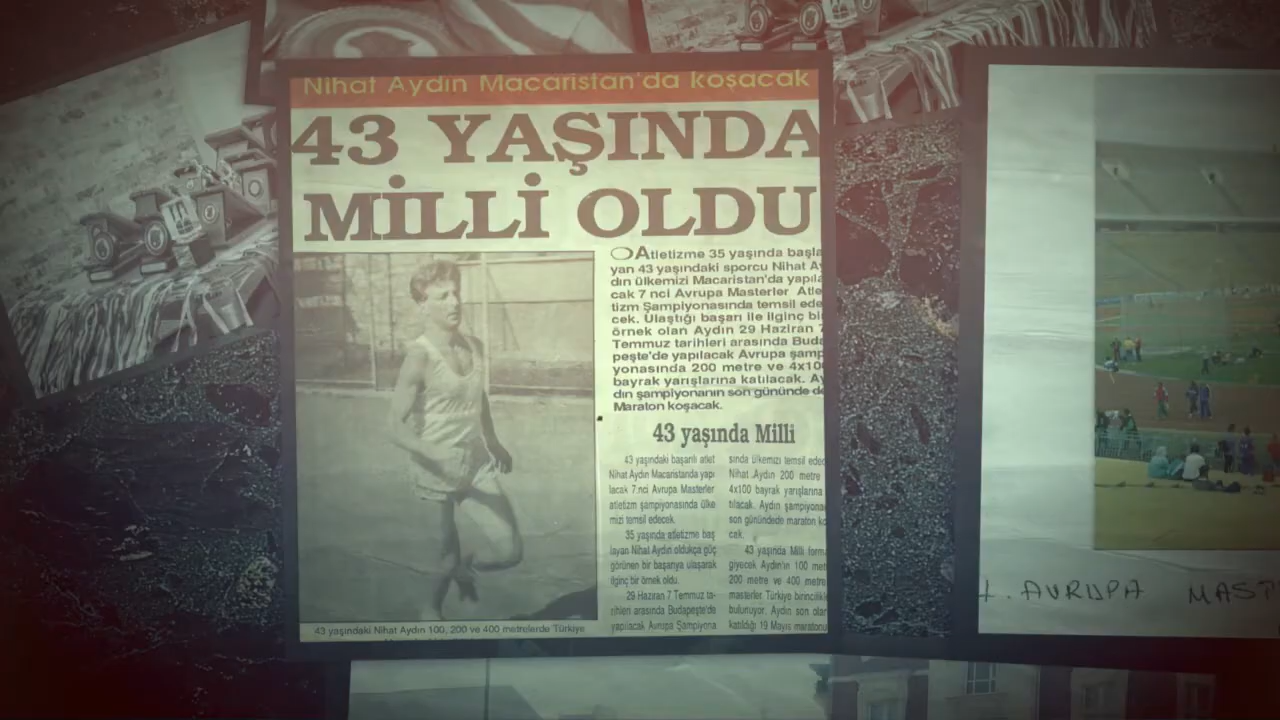 Nihat Aydın Macaristan'da koşacak
43 YAŞINDA
MİLLİ OLDU
Atletizme 35 yaşında başla
yan 43 yaşındaki sporcu Nihat Ay
dın ülkemizi Macaristan'da yapıla
cak 7 nci Avrupa Masterler Atle
tizm Şampiyonasında temsil ede
cek. Ulaştığı başarı ile ilginç bi
örnek olan Aydın 29 Haziran 7
Temmuz tarihleri arasında Buda
peşte'de yapılacak Avrupa şamp
yonasında 200 metre ve 4x100
bayrak yarışlarına katılacak. Ay
dın şampiyonanın son gününde de
Maraton koşacak.
43 yaşında Milli
43 yaşındaki başarılı atlet
Nihat Aydın Macaristanda yapı
lacak 7.nci Avrupa Masterler
atletizm şampiyonasında ülke
mizi temsil edecek.
35 yaşında atletizme baş
layan Nihat Aydın oldukça güç
görünen bir başarıya ulaşarak
ilginç bir örnek oldu.
29 Haziran 7 Temmuz ta-
rihleri arasında Budapeşte'de
yapılacak Avrupa Şampiyona
sında ülkemizi temsil edec
Nihat Aydın 200 metre
4x100 bayrak yarışlarına
tılacak. Aydın şampiyona
son gündede maraton ko
cak.
43 yaşında Milli form
giyecek Aydın'ın 100 met
200 metre ve 400 metre
masterler Türkiye birincilik
bulunuyor. Aydın son olar
katıldığı 19 Mayıs maratonu
43 yaşındaki Nihat Aydın 100, 200 ve 400 metrelerde Türkiye
. AVRUPA MAST